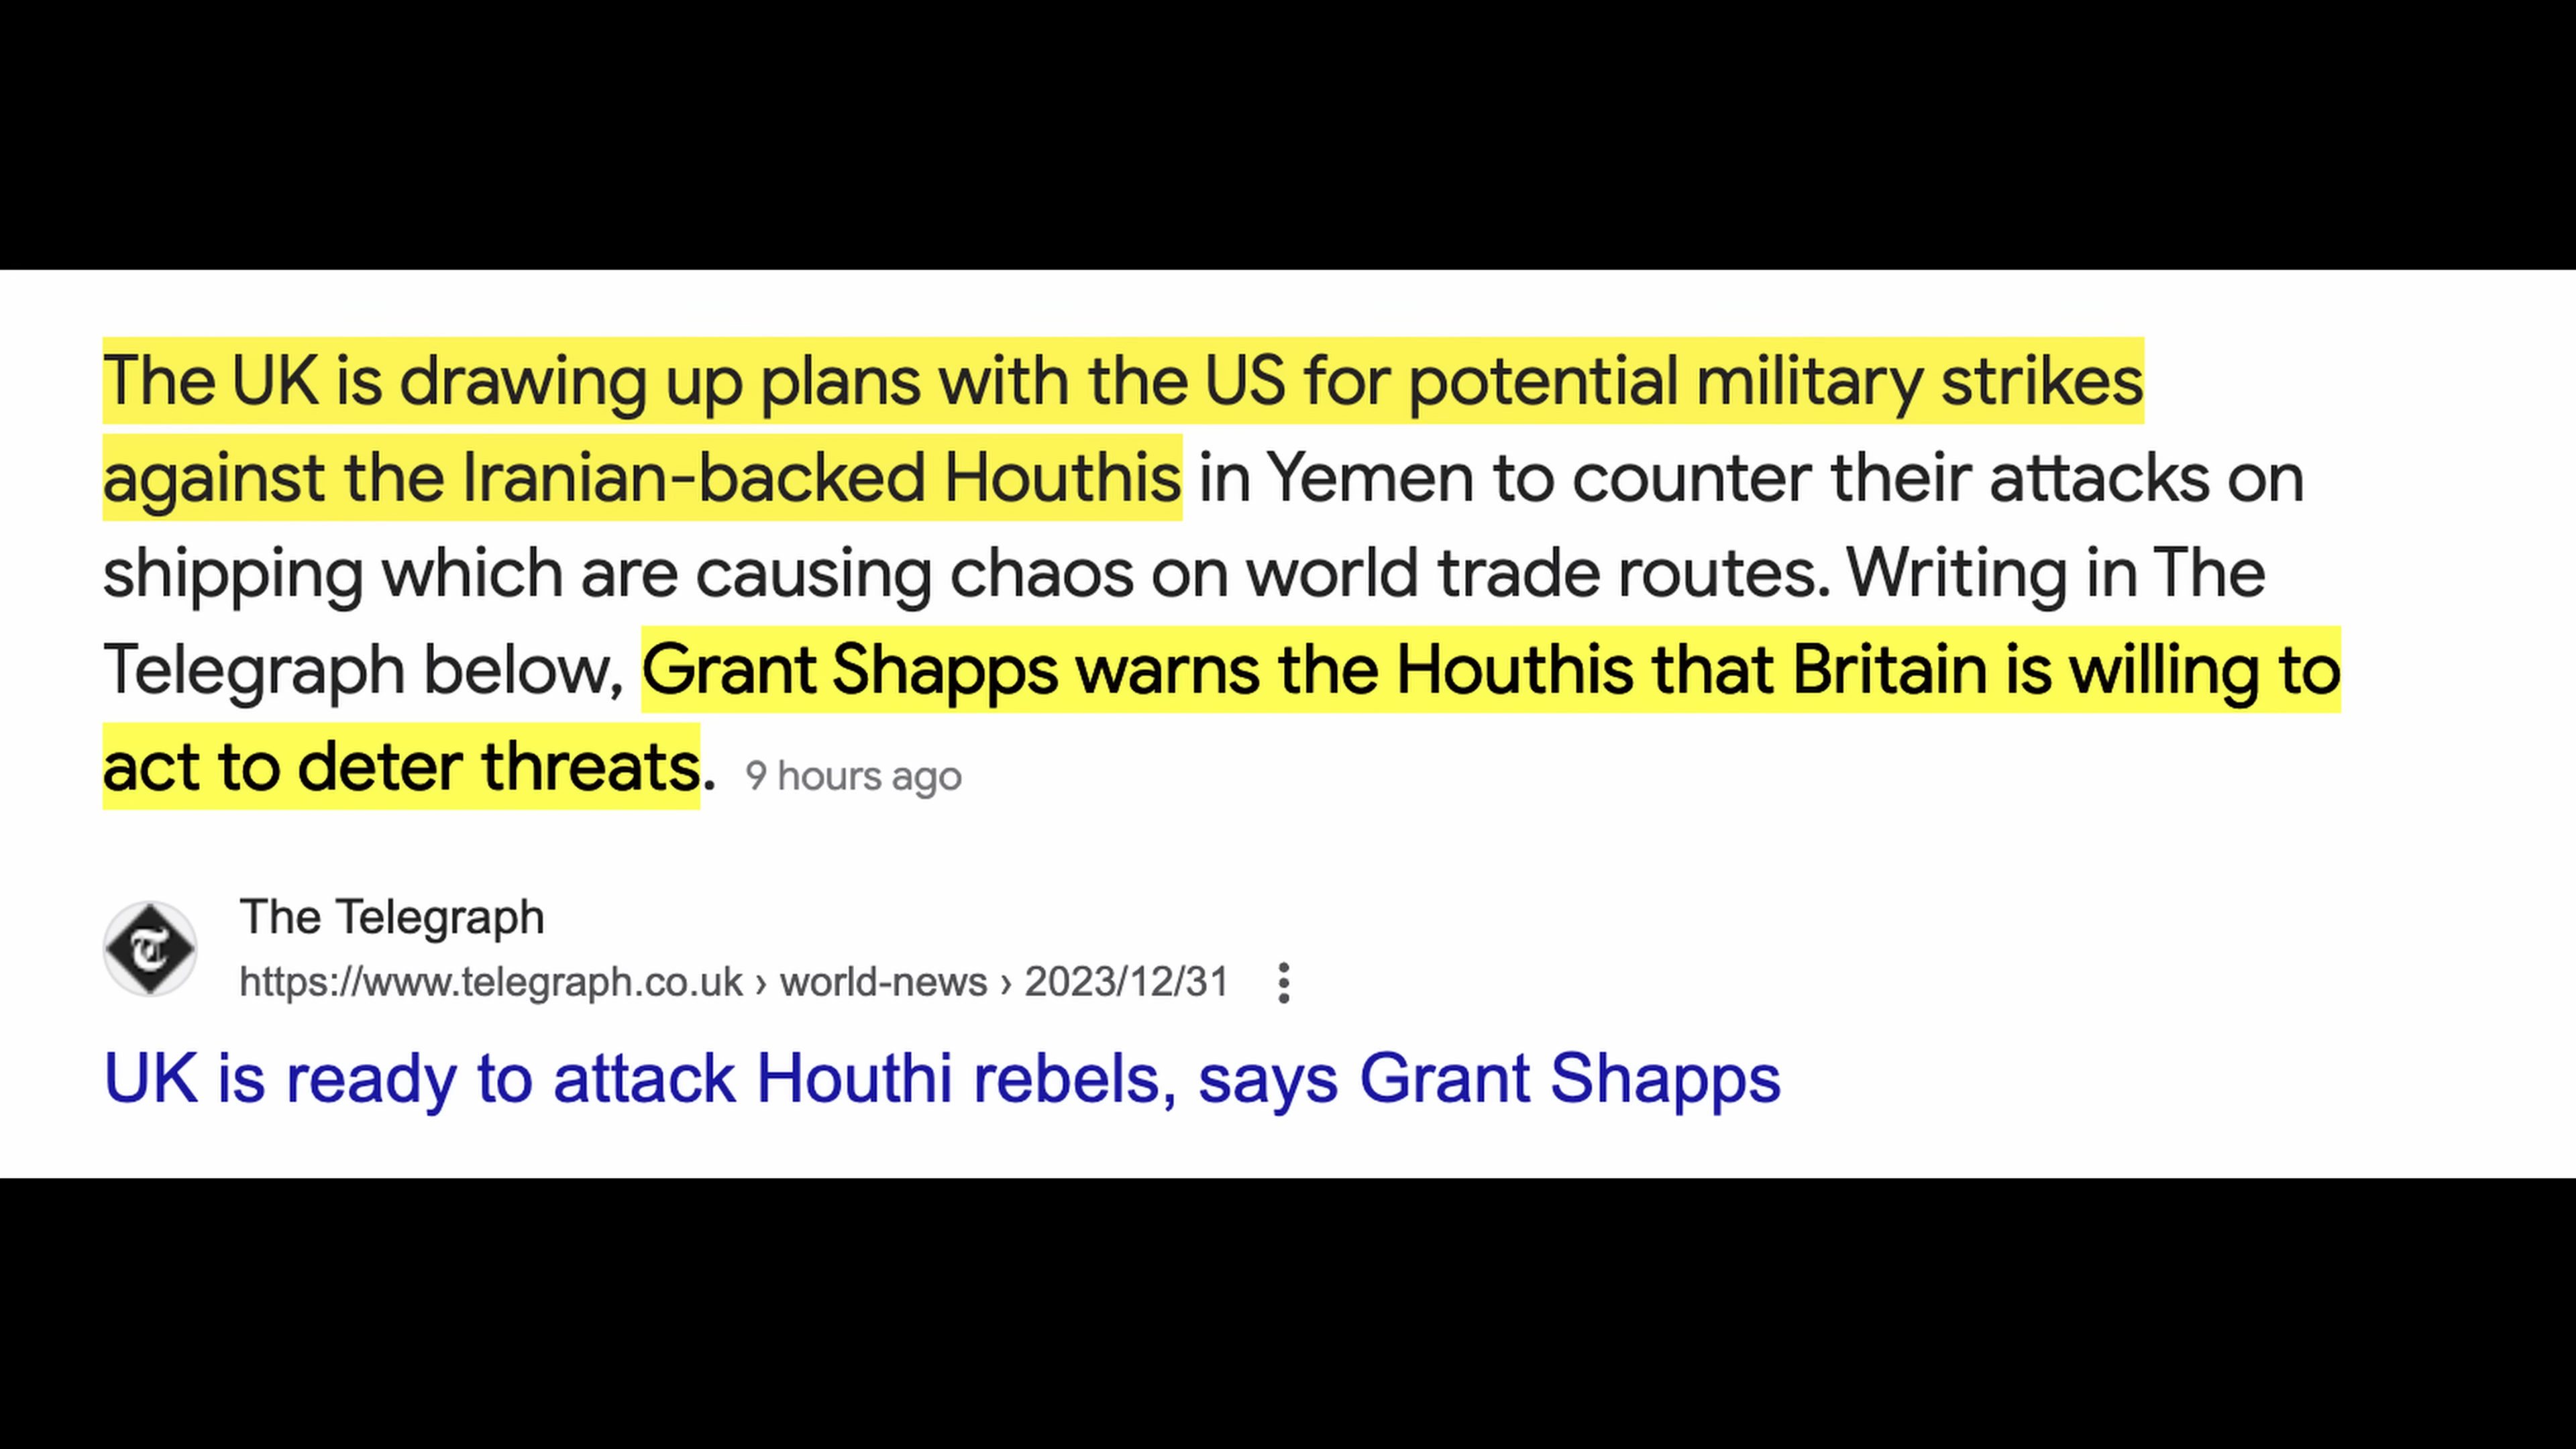 The UK is drawing up plans with the US for potential military strikes
against the Iranian-backed Houthis in Yemen to counter their attacks on
shipping which are causing chaos on world trade routes. Writing in The
Telegraph below, Grant Shapps warns the Houthis that Britain is willing to
act to deter threats. 9 hours ago
T
The Telegraph
https://www.telegraph.co.uk › world-news › 2023/12/31
UK is ready to attack Houthi rebels, says Grant Shapps